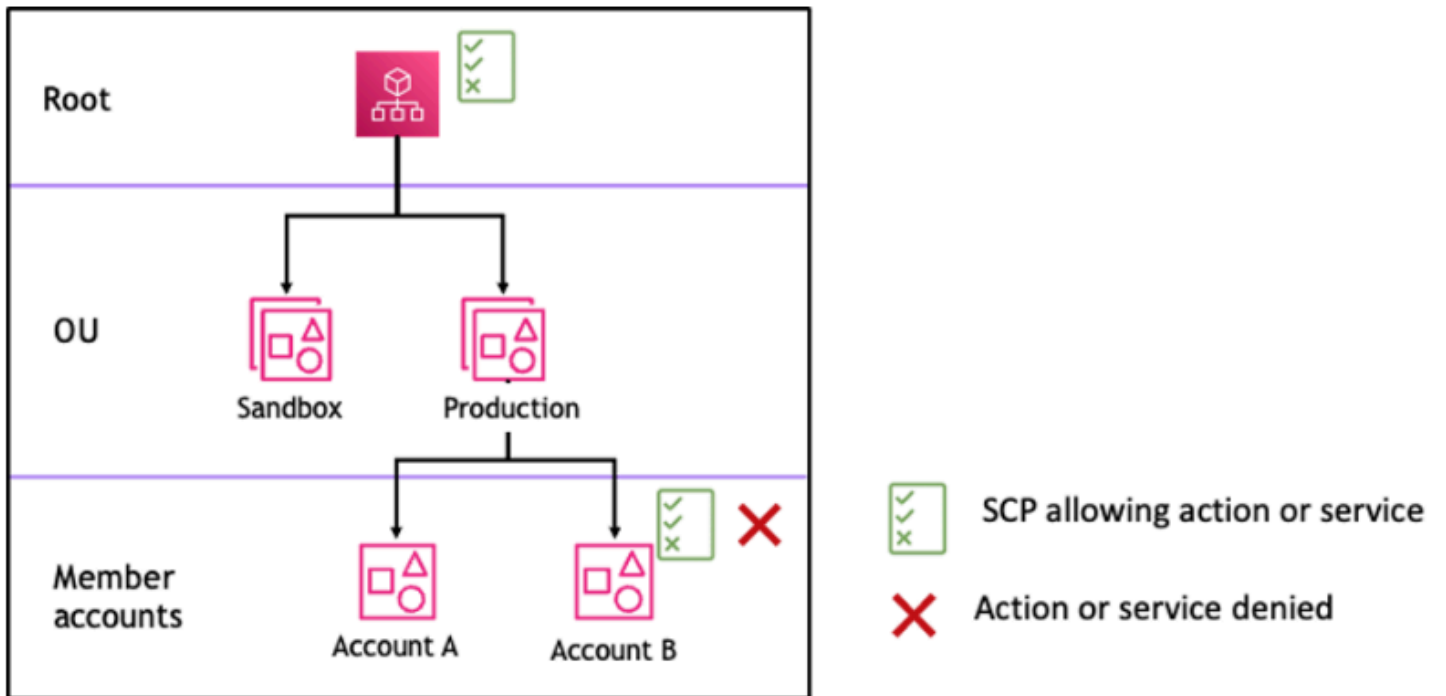 Root
OU
Sandbox
Production
Member
accounts
Account A
Account B
SCP allowing action or service
Action or service denied